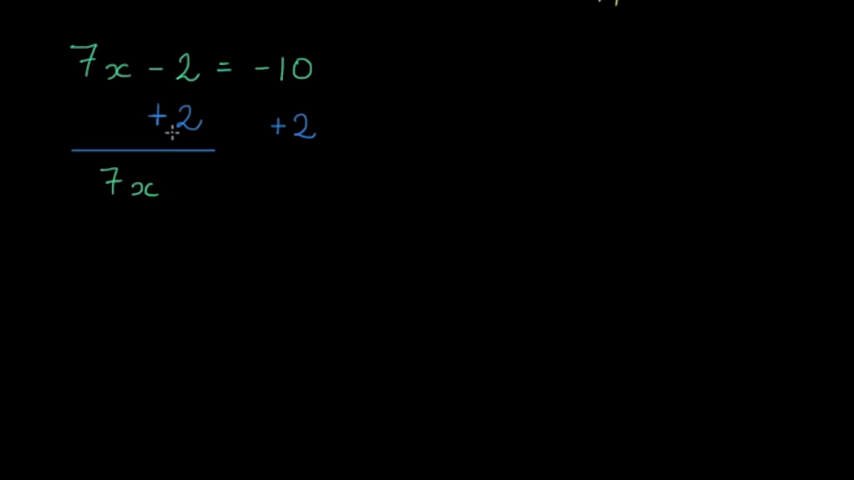 7x - 2 = -10
+2 +2
7x